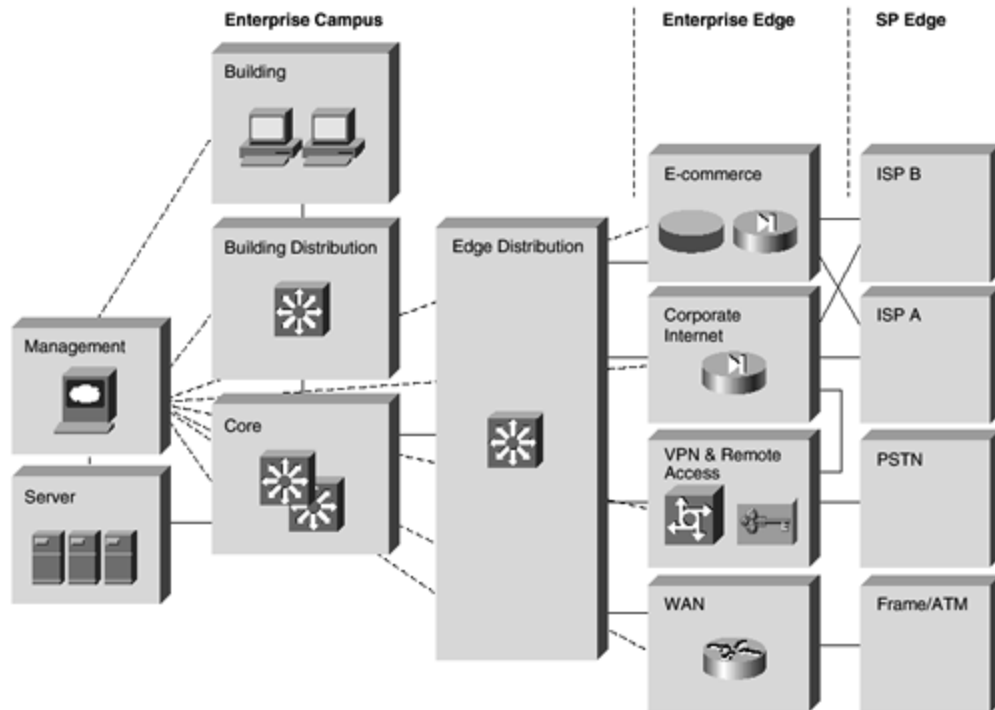 Enterprise Campus
Enterprise Edge
SP Edge
Building
E-commerce
ISP B
Building Distribution
Edge Distribution
Management
Corporate
Internet
ISP A
Core
VPN & Remote
Access
PSTN
Server
WAN
Frame/ATM